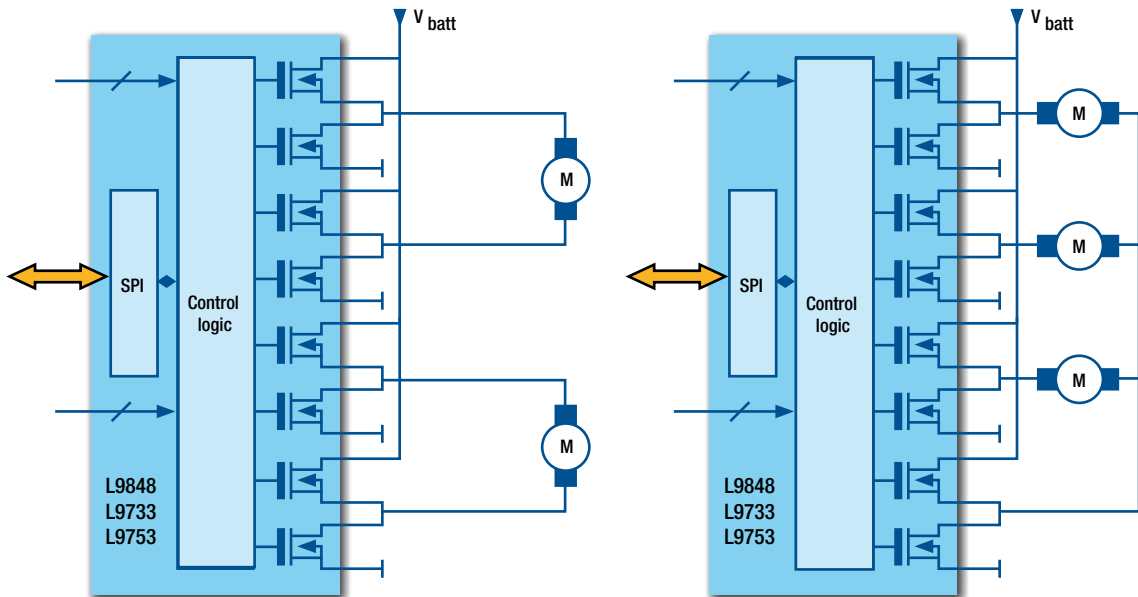 V batt
M
SPI
Control
logic
M
L9848
L9733
L9753
V batt
M
M
SPI
Control
logic
M
L9848
L9733
L9753